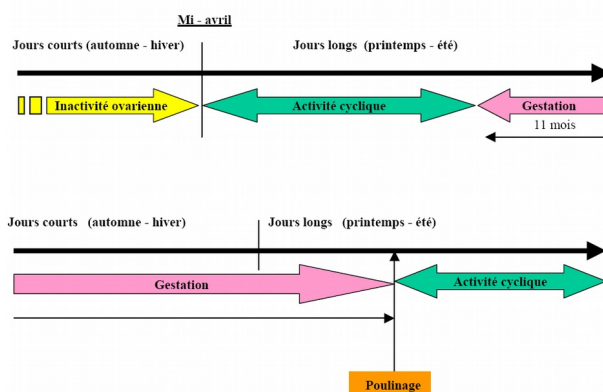 Mi - avril
Jours courts (automne - hiver) Jours longs (printemps - été)
Inactivité ovarienne Activité cyclique Gestation
11 mois
Jours courts (automne - hiver) Jours longs (printemps - été)
Gestation Activité cyclique
Poulinage